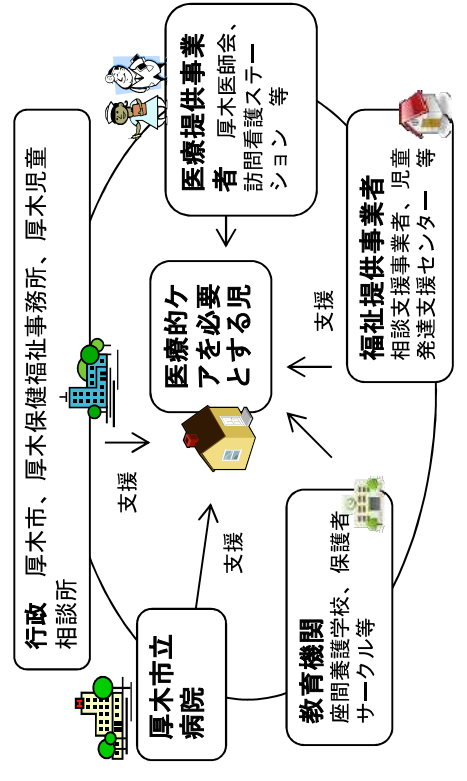 行政　厚木市、厚木保健福祉事務所、厚木児童
相談所
医療提供事業
者　厚木医師会、
訪問看護ステー
ション　等
支援
医療的ケ
アを必要
とする児
支援
厚木市立
病院
支援
教育機関
座間養護学校、保護者
サークル等
福祉提供事業者
相談支援事業者、児童
発達支援センター　等